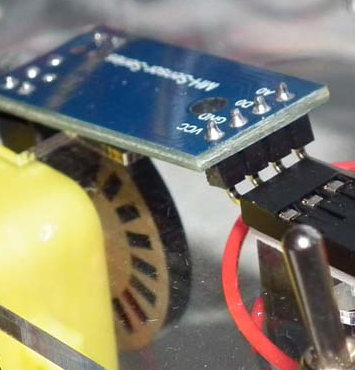 MH-Sensor-Series
VCC
GND
D0
A0